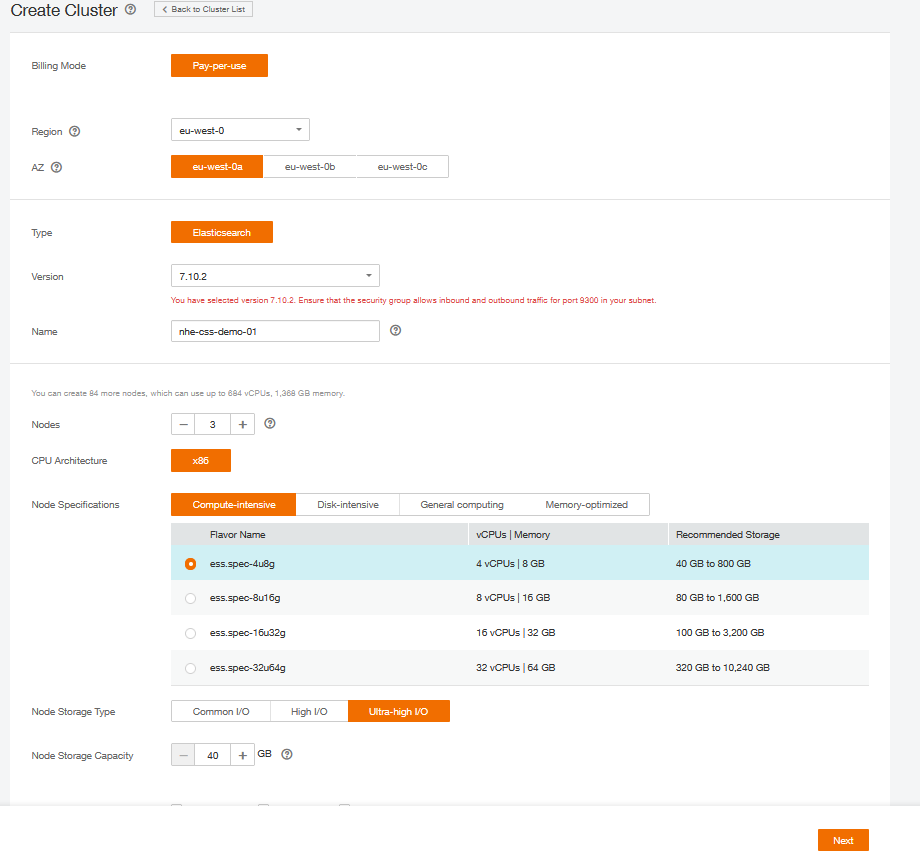 Create Cluster ? < Back to Cluster List
Billing Mode Pay-per-use
Region ? eu-west-0
AZ ? eu-west-0a eu-west-0b eu-west-0c
Type Elasticsearch
Version 7.10.2
You have selected version 7.10.2. Ensure that the security group allows inbound and outbound traffic for port 9300 in your subnet.
Name nhe-css-demo-01 ?
You can create 84 more nodes, which can use up to 684 vCPUs, 1,368 GB memory.
Nodes − 3 + ?
CPU Architecture x86
Node Specifications Compute-intensive Disk-intensive General computing Memory-optimized
Flavor Name vCPUs | Memory Recommended Storage
ess.spec-4u8g 4 vCPUs | 8 GB 40 GB to 800 GB
ess.spec-8u16g 8 vCPUs | 16 GB 80 GB to 1,600 GB
ess.spec-16u32g 16 vCPUs | 32 GB 100 GB to 3,200 GB
ess.spec-32u64g 32 vCPUs | 64 GB 320 GB to 10,240 GB
Node Storage Type Common I/O High I/O Ultra-high I/O
Node Storage Capacity − 40 + GB ?
Next